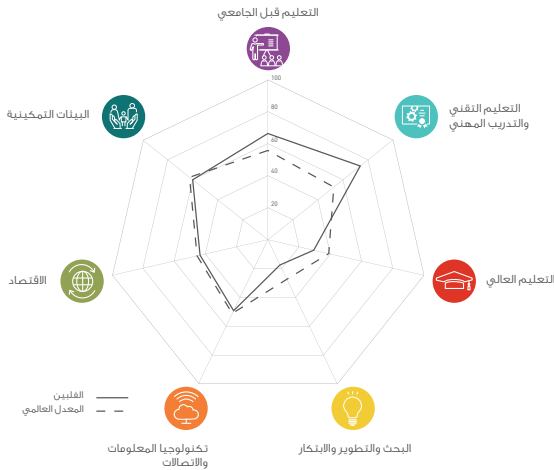 التعليم قبل الجامعي
التعليم التقني
والتدريب المهني
التعليم العالي
البحث والتطوير والابتكار
تكنولوجيا المعلومات
والاتصالات
الاقتصاد
البيئات التمكينية
100
80
60
40
20
الفلبين
المعدل العالمي